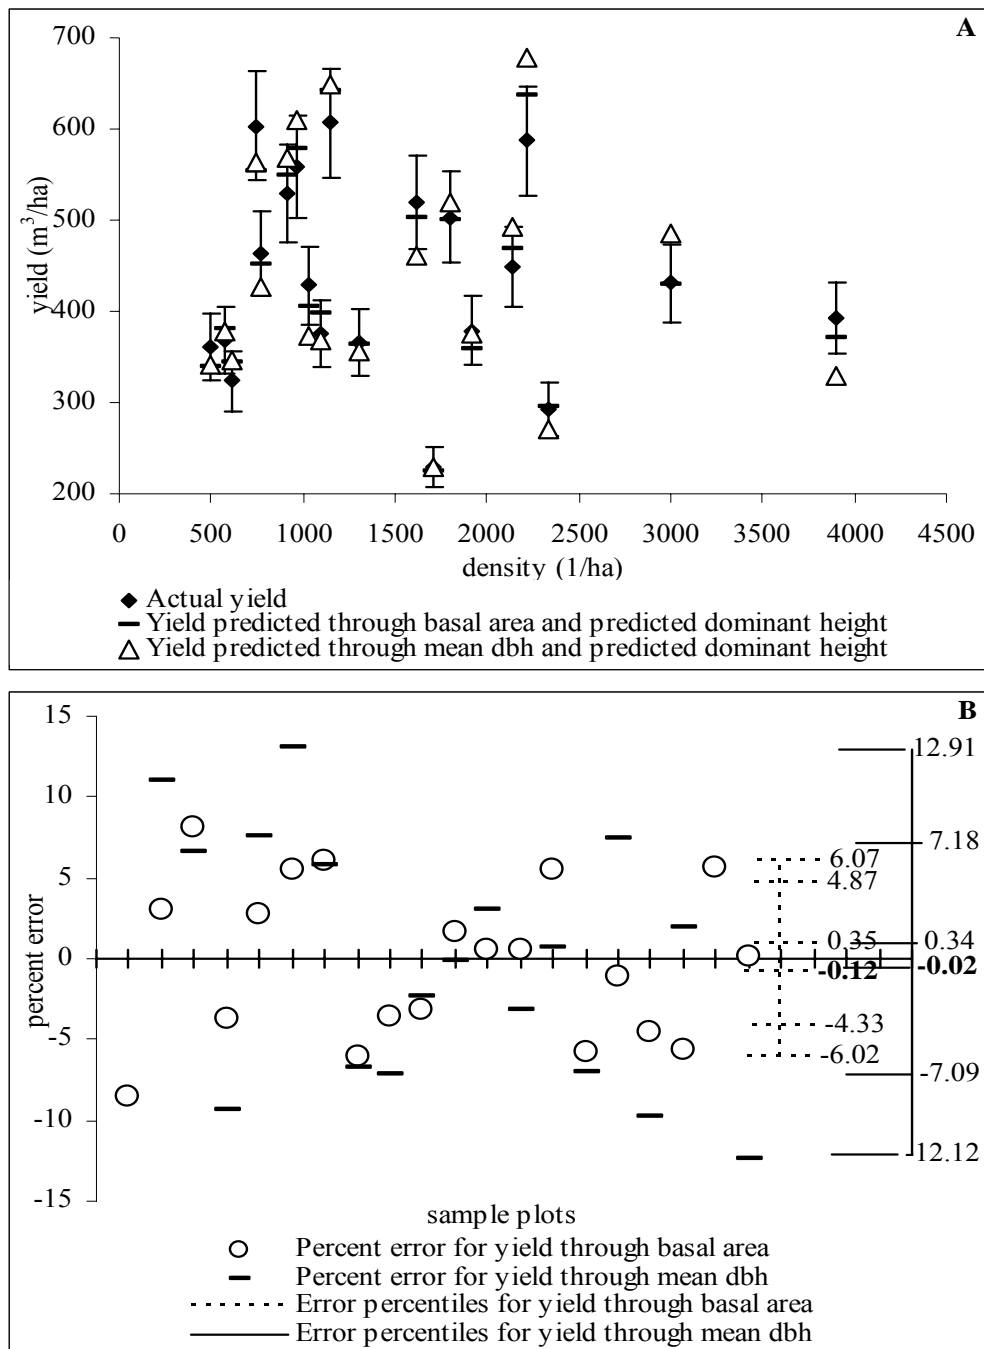 A
700
600
500
400
300
200
yield (m³/ha)
0 500 1000 1500 2000 2500 3000 3500 4000 4500
density (1/ha)
Actual yield
Yield predicted through basal area and predicted dominant height
Yield predicted through mean dbh and predicted dominant height
B
15
10
5
0
-5
-10
-15
percent error
12.91
7.18
6.07
4.87
0.35 0.34
-0.12 -0.02
-4.33
-6.02
-7.09
-12.12
sample plots
Percent error for yield through basal area
Percent error for yield through mean dbh
Error percentiles for yield through basal area
Error percentiles for yield through mean dbh